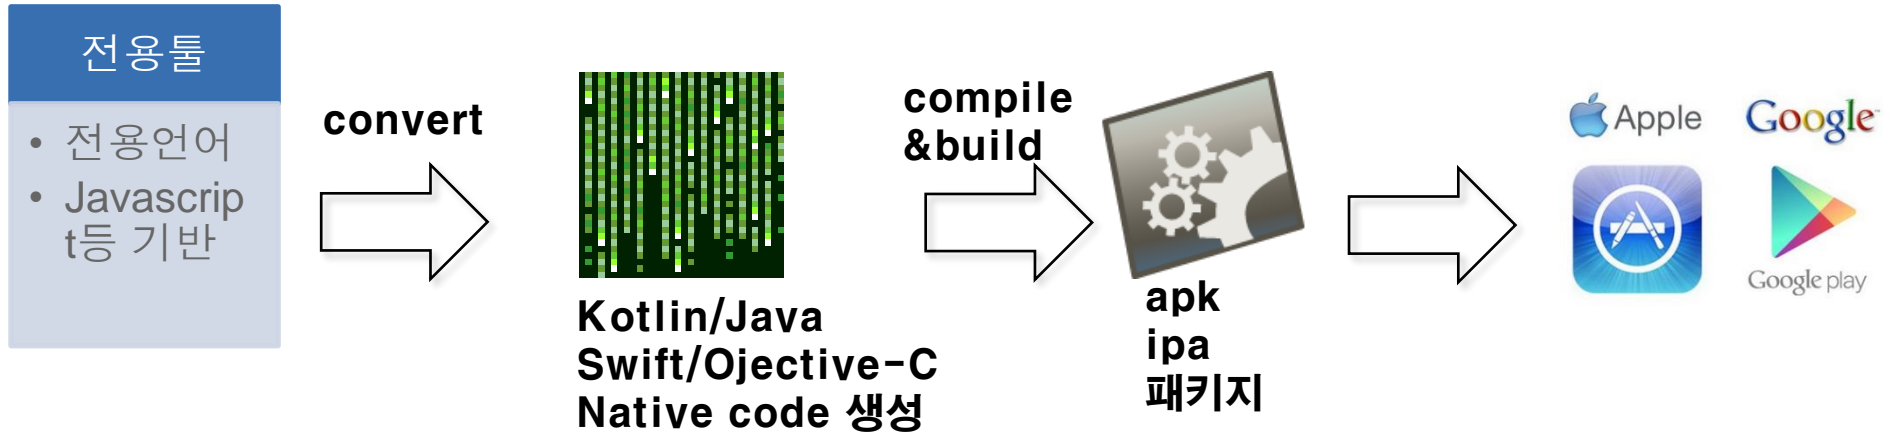 전용툴
• 전용언어
• Javascrip
t등 기반
convert
Kotlin/Java
Swift/Ojective-C
Native code 생성
compile
&build
apk
ipa
패키지
Apple
Google
Google play